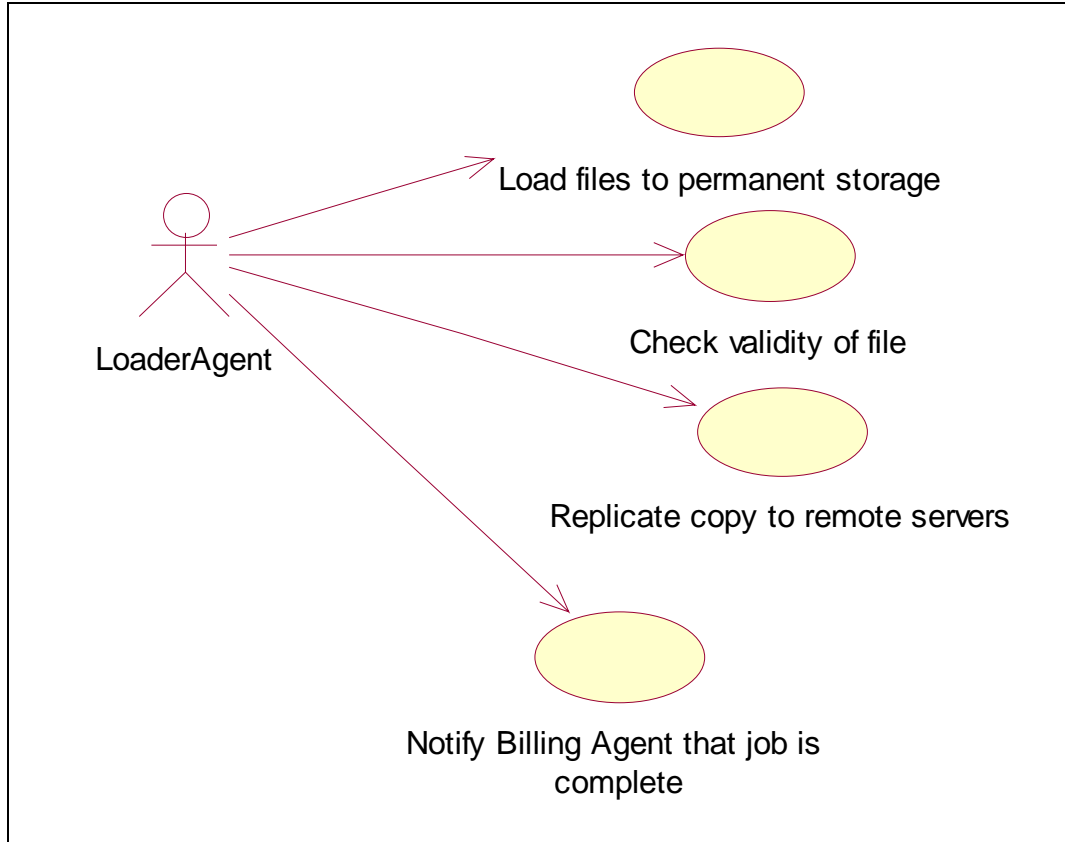 Load files to permanent storage
Check validity of file
LoaderAgent
Replicate copy to remote servers
Notify Billing Agent that job is
complete